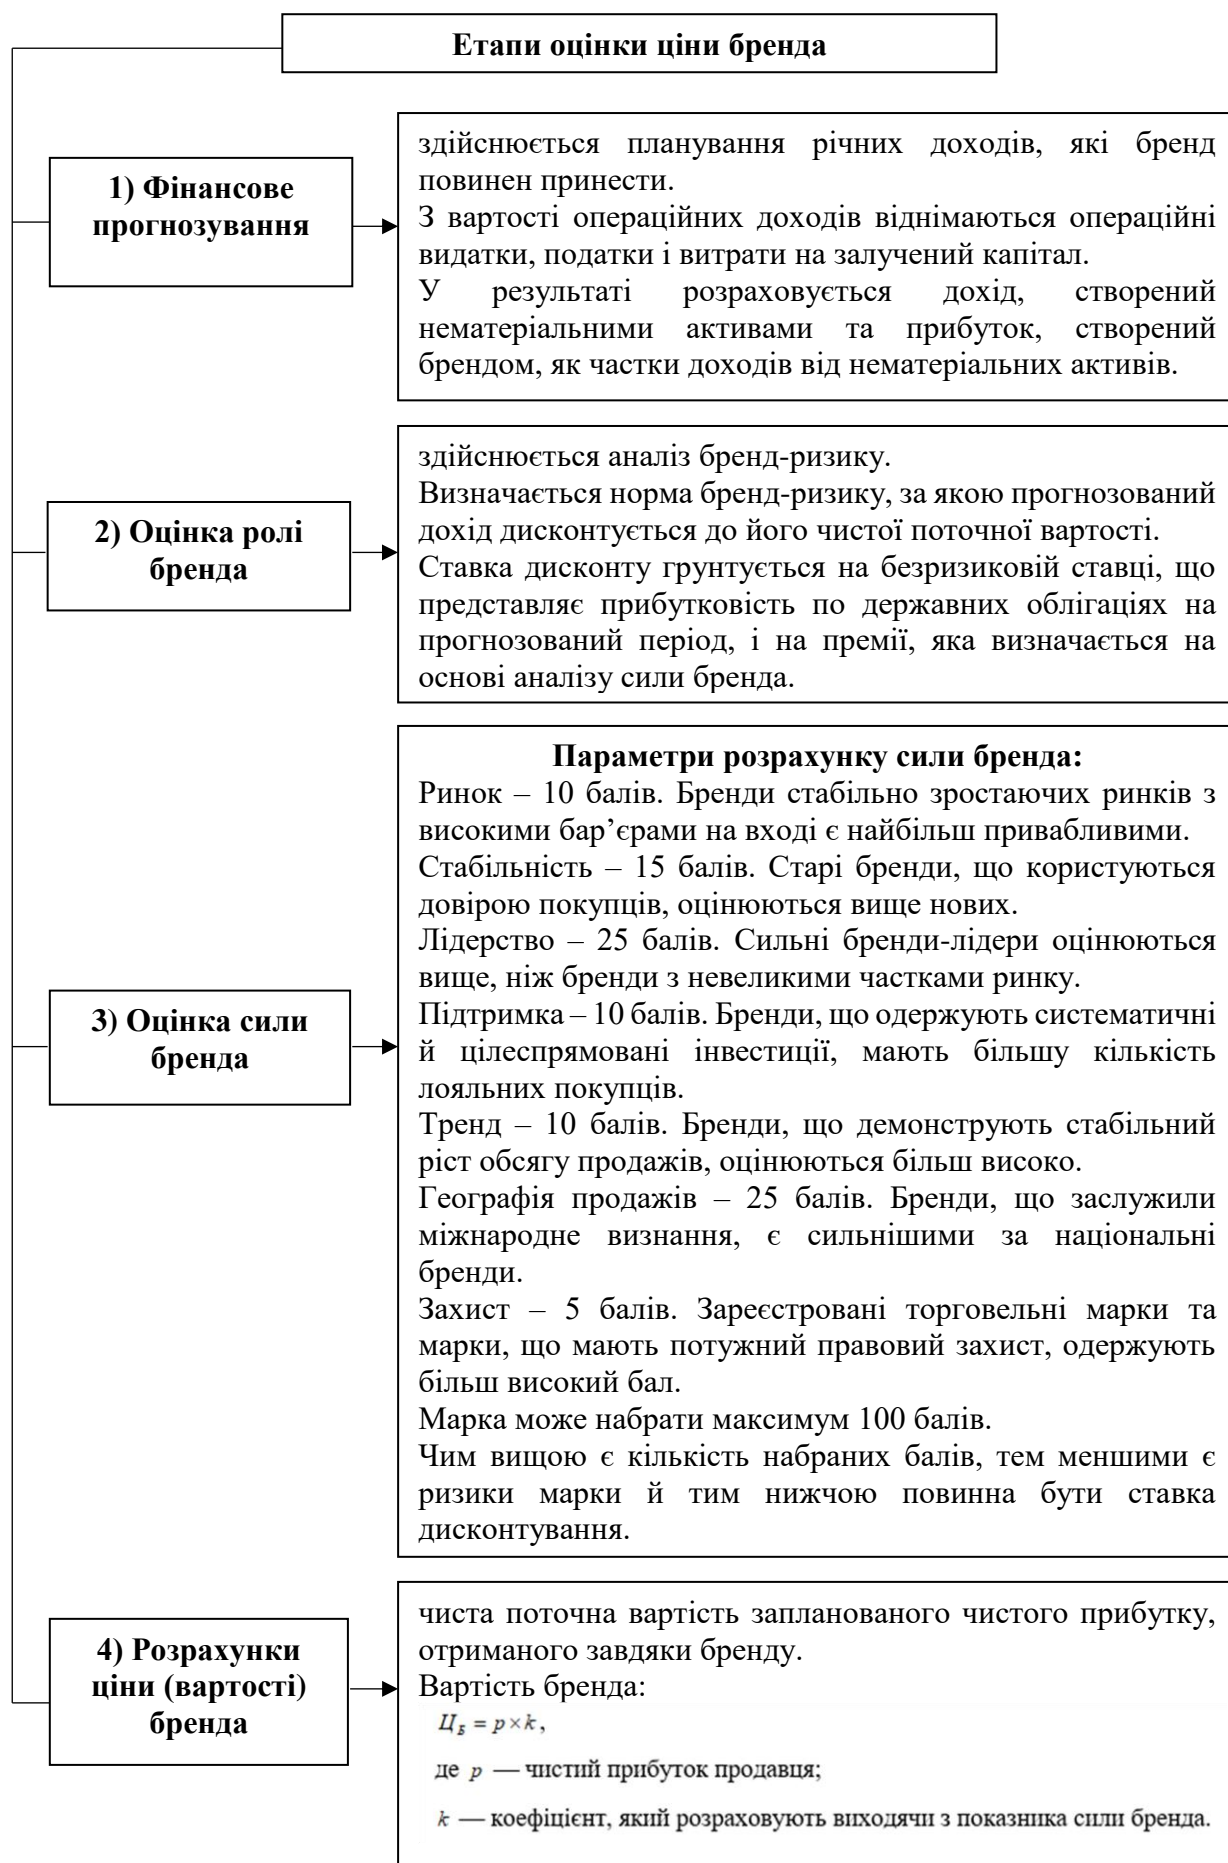 Етапи оцінки ціни бренда
1) Фінансове
прогнозування
здійснюється планування річних доходів, які бренд
повинен принести.
З вартості операційних доходів віднімаються операційні
видатки, податки і витрати на залучений капітал.
У результаті розраховується дохід, створений
нематеріальними активами та прибуток, створений
брендом, як частки доходів від нематеріальних активів.
2) Оцінка ролі
бренда
здійснюється аналіз бренд-ризику.
Визначається норма бренд-ризику, за якою прогнозований
дохід дисконтується до його чистої поточної вартості.
Ставка дисконту грунтується на безризиковій ставці, що
представляє прибутковість по державних облігаціях на
прогнозований період, і на премії, яка визначається на
основі аналізу сили бренда.
3) Оцінка сили
бренда
Параметри розрахунку сили бренда:
Ринок – 10 балів. Бренди стабільно зростаючих ринків з
високими бар’єрами на вході є найбільш привабливими.
Стабільність – 15 балів. Старі бренди, що користуються
довірою покупців, оцінюються вище нових.
Лідерство – 25 балів. Сильні бренди-лідери оцінюються
вище, ніж бренди з невеликими частками ринку.
Підтримка – 10 балів. Бренди, що одержують систематичні
й цілеспрямовані інвестиції, мають більшу кількість
лояльних покупців.
Тренд – 10 балів. Бренди, що демонструють стабільний
ріст обсягу продажів, оцінюються більш високо.
Географія продажів – 25 балів. Бренди, що заслужили
міжнародне визнання, є сильнішими за національні
бренди.
Захист – 5 балів. Зареєстровані торговельні марки та
марки, що мають потужний правовий захист, одержують
більш високий бал.
Марка може набрати максимум 100 балів.
Чим вищою є кількість набраних балів, тем меншими є
ризики марки й тим нижчою повинна бути ставка
дисконтування.
4) Розрахунки
ціни (вартості)
бренда
чиста поточна вартість запланованого чистого прибутку,
отриманого завдяки бренду.
Вартість бренда:
Ц_Б = p × k,
де p — чистий прибуток продавця;
k — коефіцієнт, який розраховують виходячи з показника сили бренда.